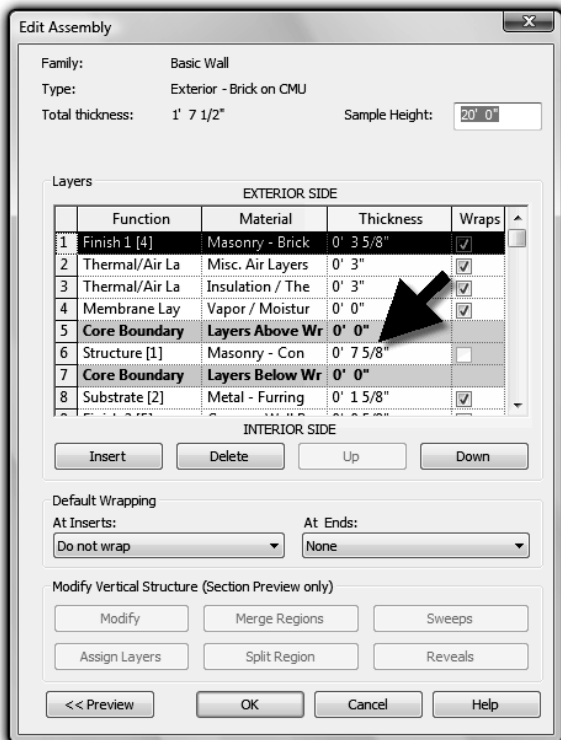 Edit Assembly
X
Family: Basic Wall
Type: Exterior - Brick on CMU
Total thickness: 1' 7 1/2" Sample Height: 20' 0"
Layers
EXTERIOR SIDE
Function Material Thickness Wraps
1 Finish 1 [4] Masonry - Brick 0' 3 5/8"
2 Thermal/Air La Misc. Air Layers 0' 3"
3 Thermal/Air La Insulation / The 0' 3"
4 Membrane Lay Vapor / Moistur 0' 0"
5 Core Boundary Layers Above Wr 0' 0"
6 Structure [1] Masonry - Con 0' 7 5/8"
7 Core Boundary Layers Below Wr 0' 0"
8 Substrate [2] Metal - Furring 0' 1 5/8"
INTERIOR SIDE
Insert Delete Up Down
Default Wrapping
At Inserts: At Ends:
Do not wrap None
Modify Vertical Structure (Section Preview only)
Modify Merge Regions Sweeps
Assign Layers Split Region Reveals
<< Preview OK Cancel Help